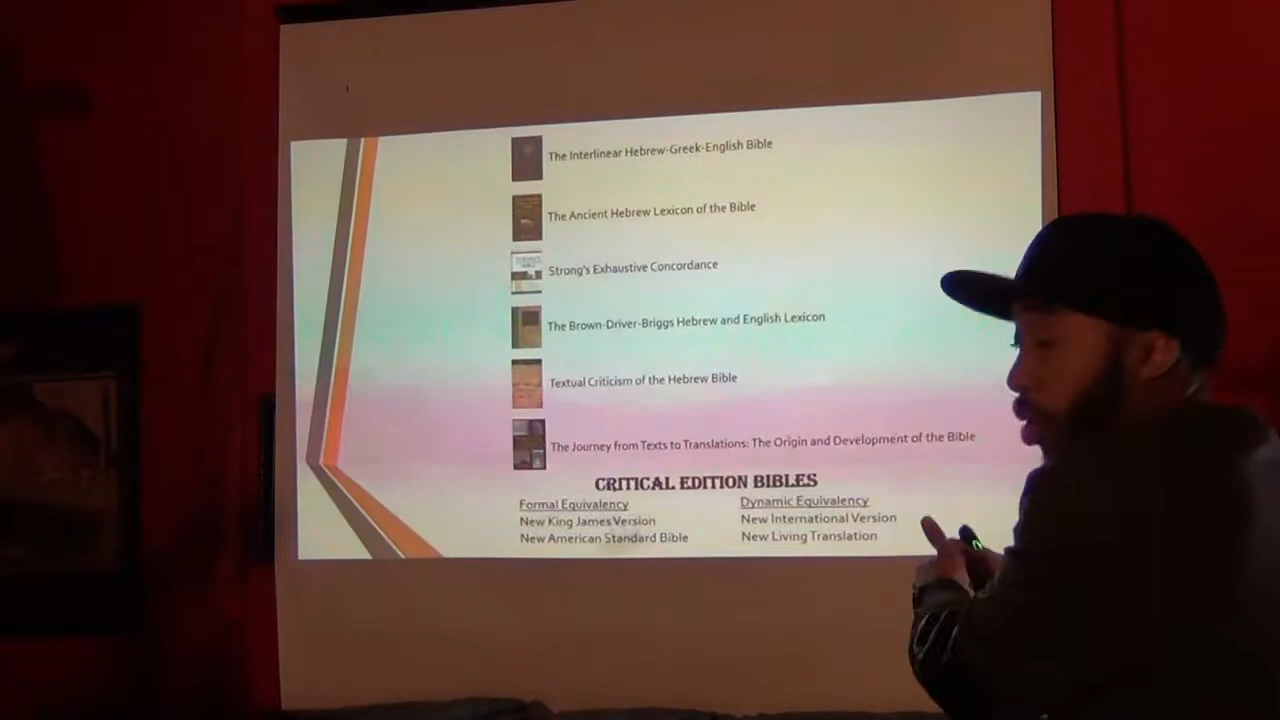 The Interlinear Hebrew-Greek-English Bible
The Ancient Hebrew Lexicon of the Bible
Strong's Exhaustive Concordance
The Brown-Driver-Briggs Hebrew and English Lexicon
Textual Criticism of the Hebrew Bible
The Journey from Texts to Translations: The Origin and Development of the Bible
CRITICAL EDITION BIBLES
Formal Equivalency
New King James Version
New American Standard Bible
Dynamic Equivalency
New International Version
New Living Translation